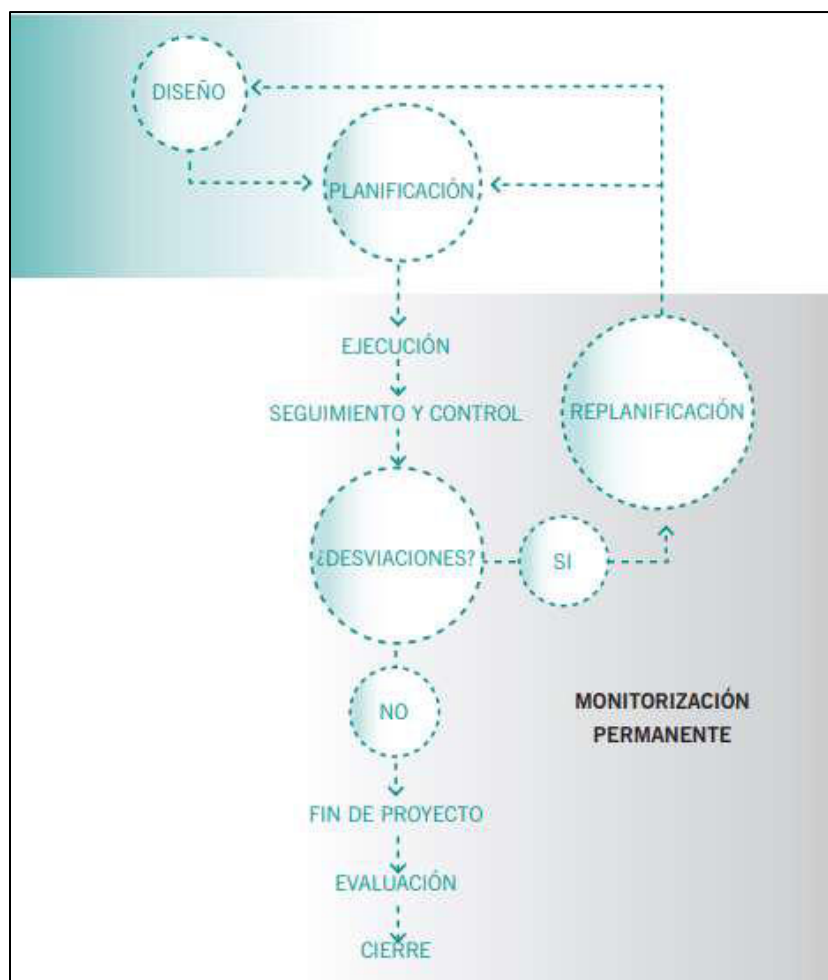 DISEÑO
PLANIFICACIÓN
EJECUCIÓN
SEGUIMIENTO Y CONTROL
REPLANIFICACIÓN
¿DESVIACIONES?
SI
NO
MONITORIZACIÓN
PERMANENTE
FIN DE PROYECTO
EVALUACIÓN
CIERRE